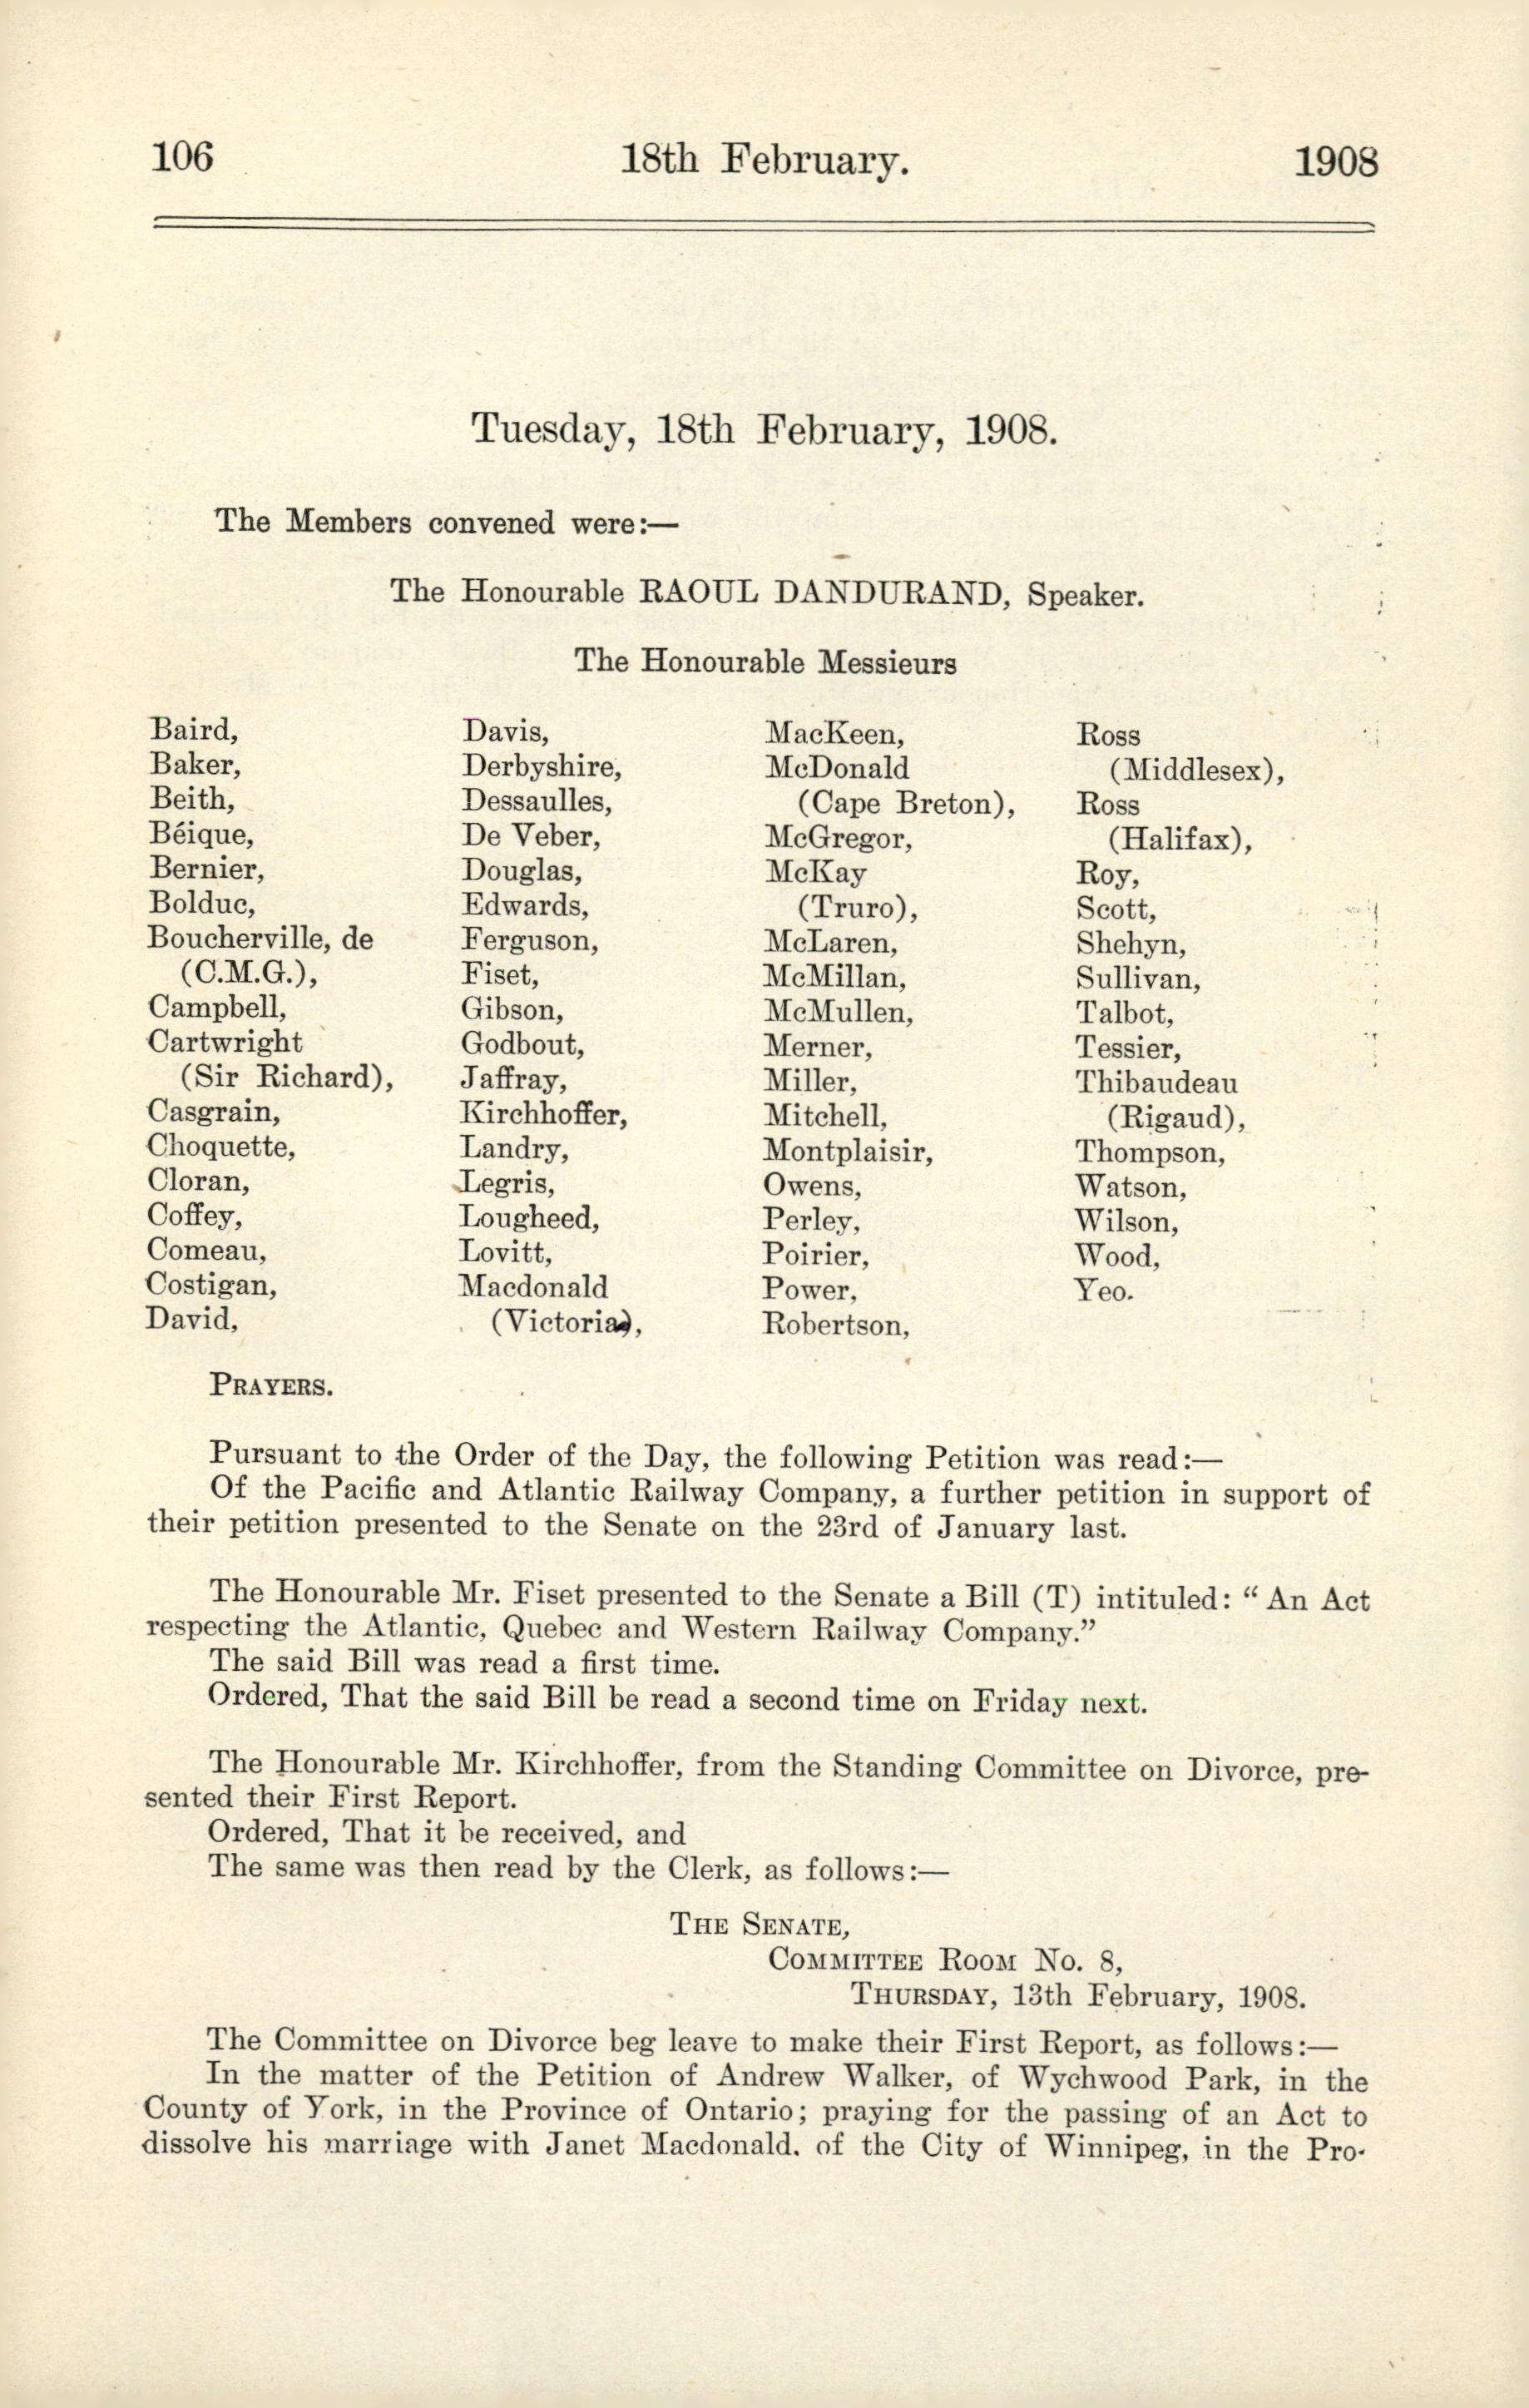 106
18th February.
1908
Tuesday, 18th February, 1908.
The Members convened were:—
The Honourable RAOUL DANDURAND, Speaker.
The Honourable Messieurs
Baird,
Baker,
Beith,
Béique,
Bernier,
Bolduc,
Boucherville, de
(C.M.G.),
Campbell,
Cartwright
(Sir Richard),
Casgrain,
Choquette,
Cloran,
Coffey,
Comeau,
Costigan,
David,
Davis,
Derbyshire,
Dessaulles,
De Veber,
Douglas,
Edwards,
Ferguson,
Fiset,
Gibson,
Godbout,
Jaffray,
Kirchhoffer,
Landry,
Legris,
Lougheed,
Lovitt,
Macdonald
(Victoria),
MacKeen,
McDonald
(Cape Breton),
McGregor,
McKay
(Truro),
McLaren,
McMillan,
McMullen,
Merner,
Miller,
Mitchell,
Montplaisir,
Owens,
Perley,
Poirier,
Power,
Robertson,
Ross
(Middlesex),
Ross
(Halifax),
Roy,
Scott,
Shehyn,
Sullivan,
Talbot,
Tessier,
Thibaudeau
(Rigaud),
Thompson,
Watson,
Wilson,
Wood,
Yeo.
PRAYERS.
Pursuant to the Order of the Day, the following Petition was read:—
Of the Pacific and Atlantic Railway Company, a further petition in support of
their petition presented to the Senate on the 23rd of January last.
The Honourable Mr. Fiset presented to the Senate a Bill (T) intituled: “ An Act
respecting the Atlantic, Quebec and Western Railway Company.”
The said Bill was read a first time.
Ordered, That the said Bill be read a second time on Friday next.
The Honourable Mr. Kirchhoffer, from the Standing Committee on Divorce, pre-
sented their First Report.
Ordered, That it be received, and
The same was then read by the Clerk, as follows:—
THE SENATE,
COMMITTEE ROOM NO. 8,
THURSDAY, 13th February, 1908.
The Committee on Divorce beg leave to make their First Report, as follows:—
In the matter of the Petition of Andrew Walker, of Wychwood Park, in the
County of York, in the Province of Ontario; praying for the passing of an Act to
dissolve his marriage with Janet Macdonald. of the City of Winnipeg, in the Pro-